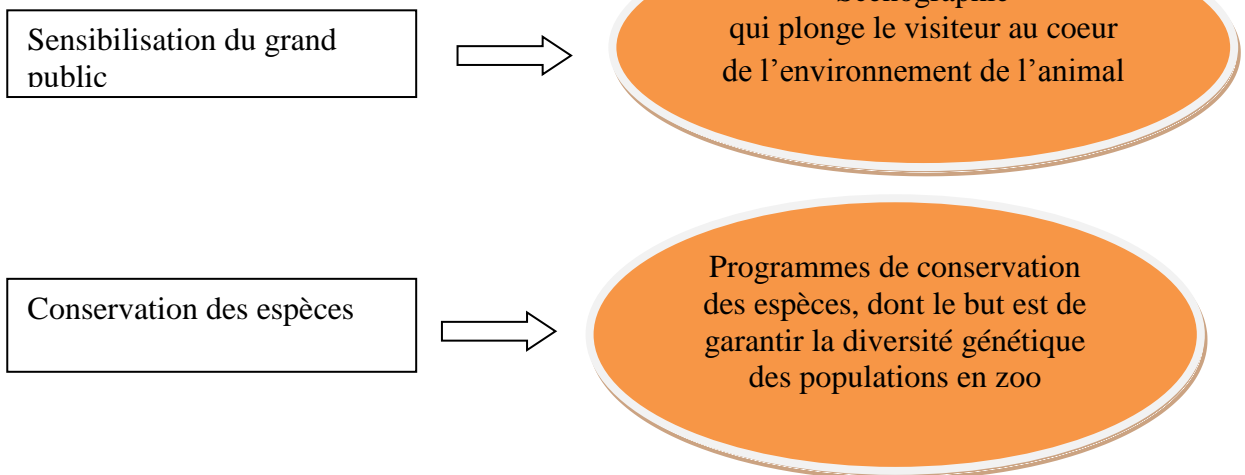 Scénographie
qui plonge le visiteur au coeur
de l’environnement de l’animal
Sensibilisation du grand
public
Programmes de conservation
des espèces, dont le but est de
garantir la diversité génétique
des populations en zoo
Conservation des espèces